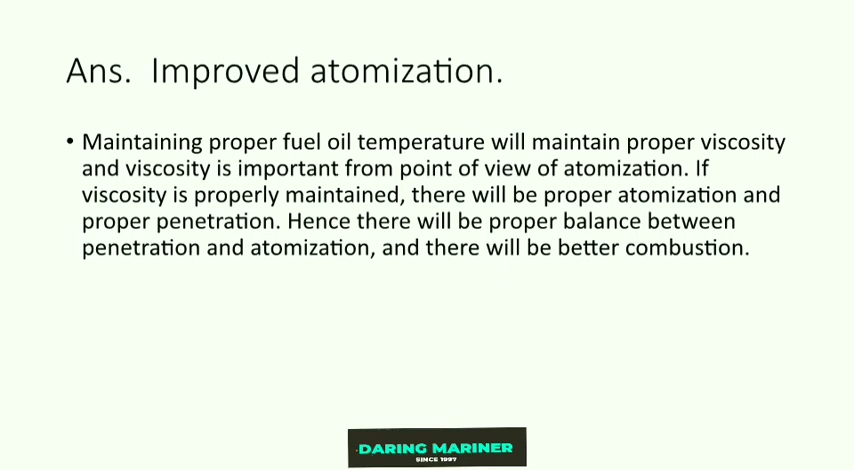 Ans. Improved atomization.
• Maintaining proper fuel oil temperature will maintain proper viscosity
and viscosity is important from point of view of atomization. If
viscosity is properly maintained, there will be proper atomization and
proper penetration. Hence there will be proper balance between
penetration and atomization, and there will be better combustion.
DARING MARINER
SINCE 1997